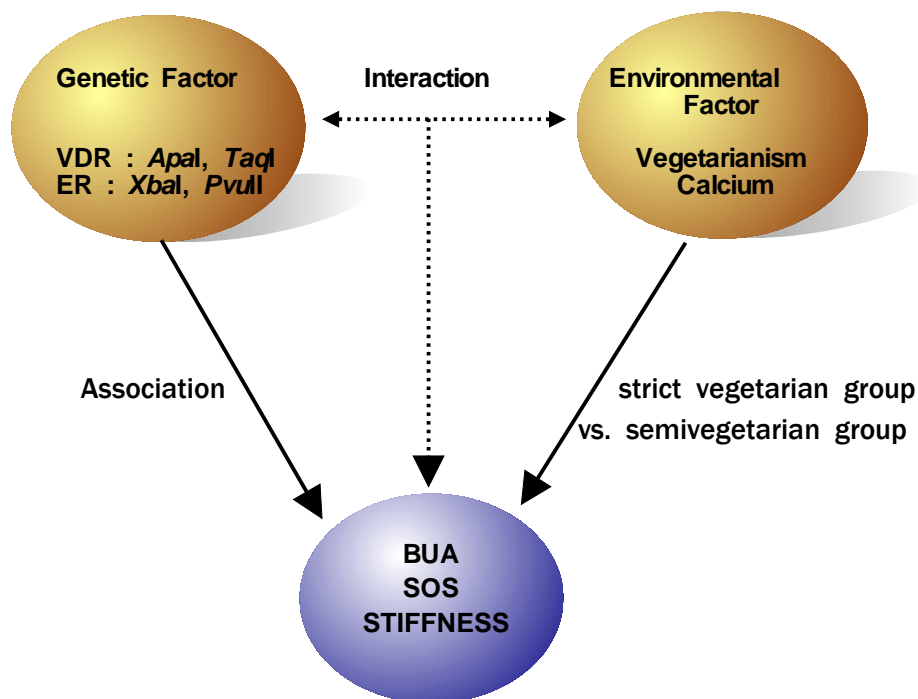 Genetic Factor
VDR : ApaI, TaqI
ER : XbaI, PvuII
Interaction
Environmental
Factor
Vegetarianism
Calcium
Association
strict vegetarian group
vs. semivegetarian group
BUA
SOS
STIFFNESS